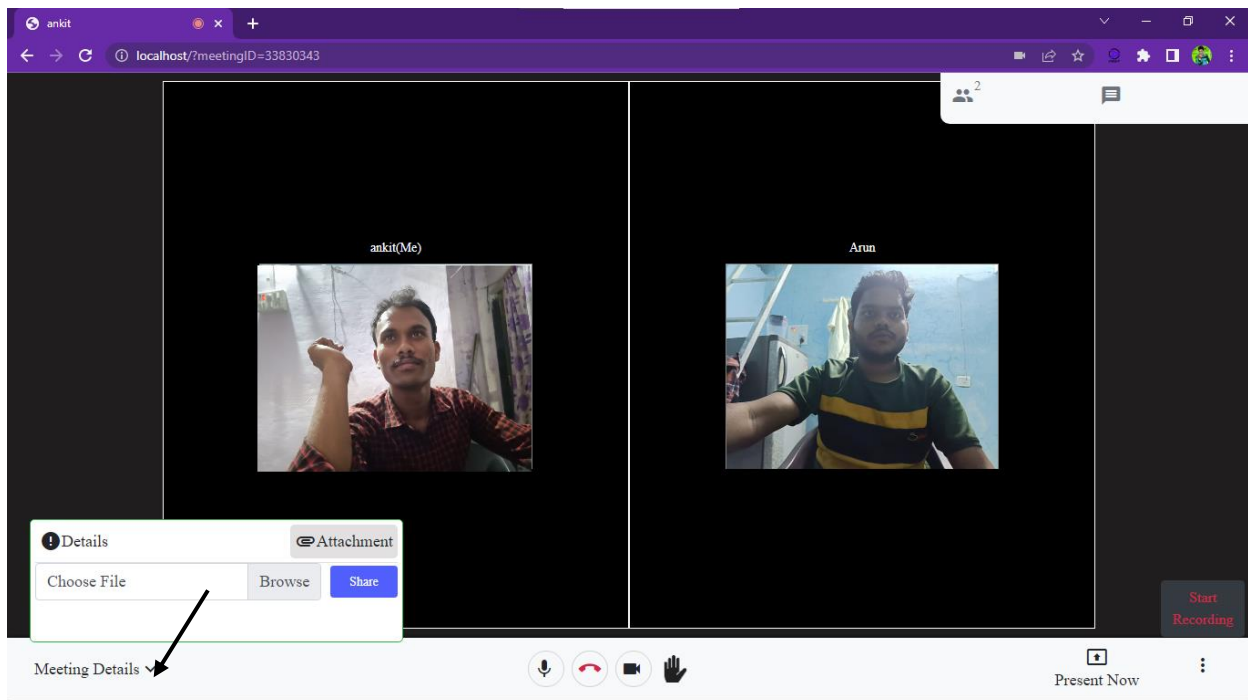 ankit
localhost/?meetingID=33830343
2
ankit(Me)
Arun
Details
Attachment
Choose File
Browse
Share
Start
Recording
Meeting Details
Present Now